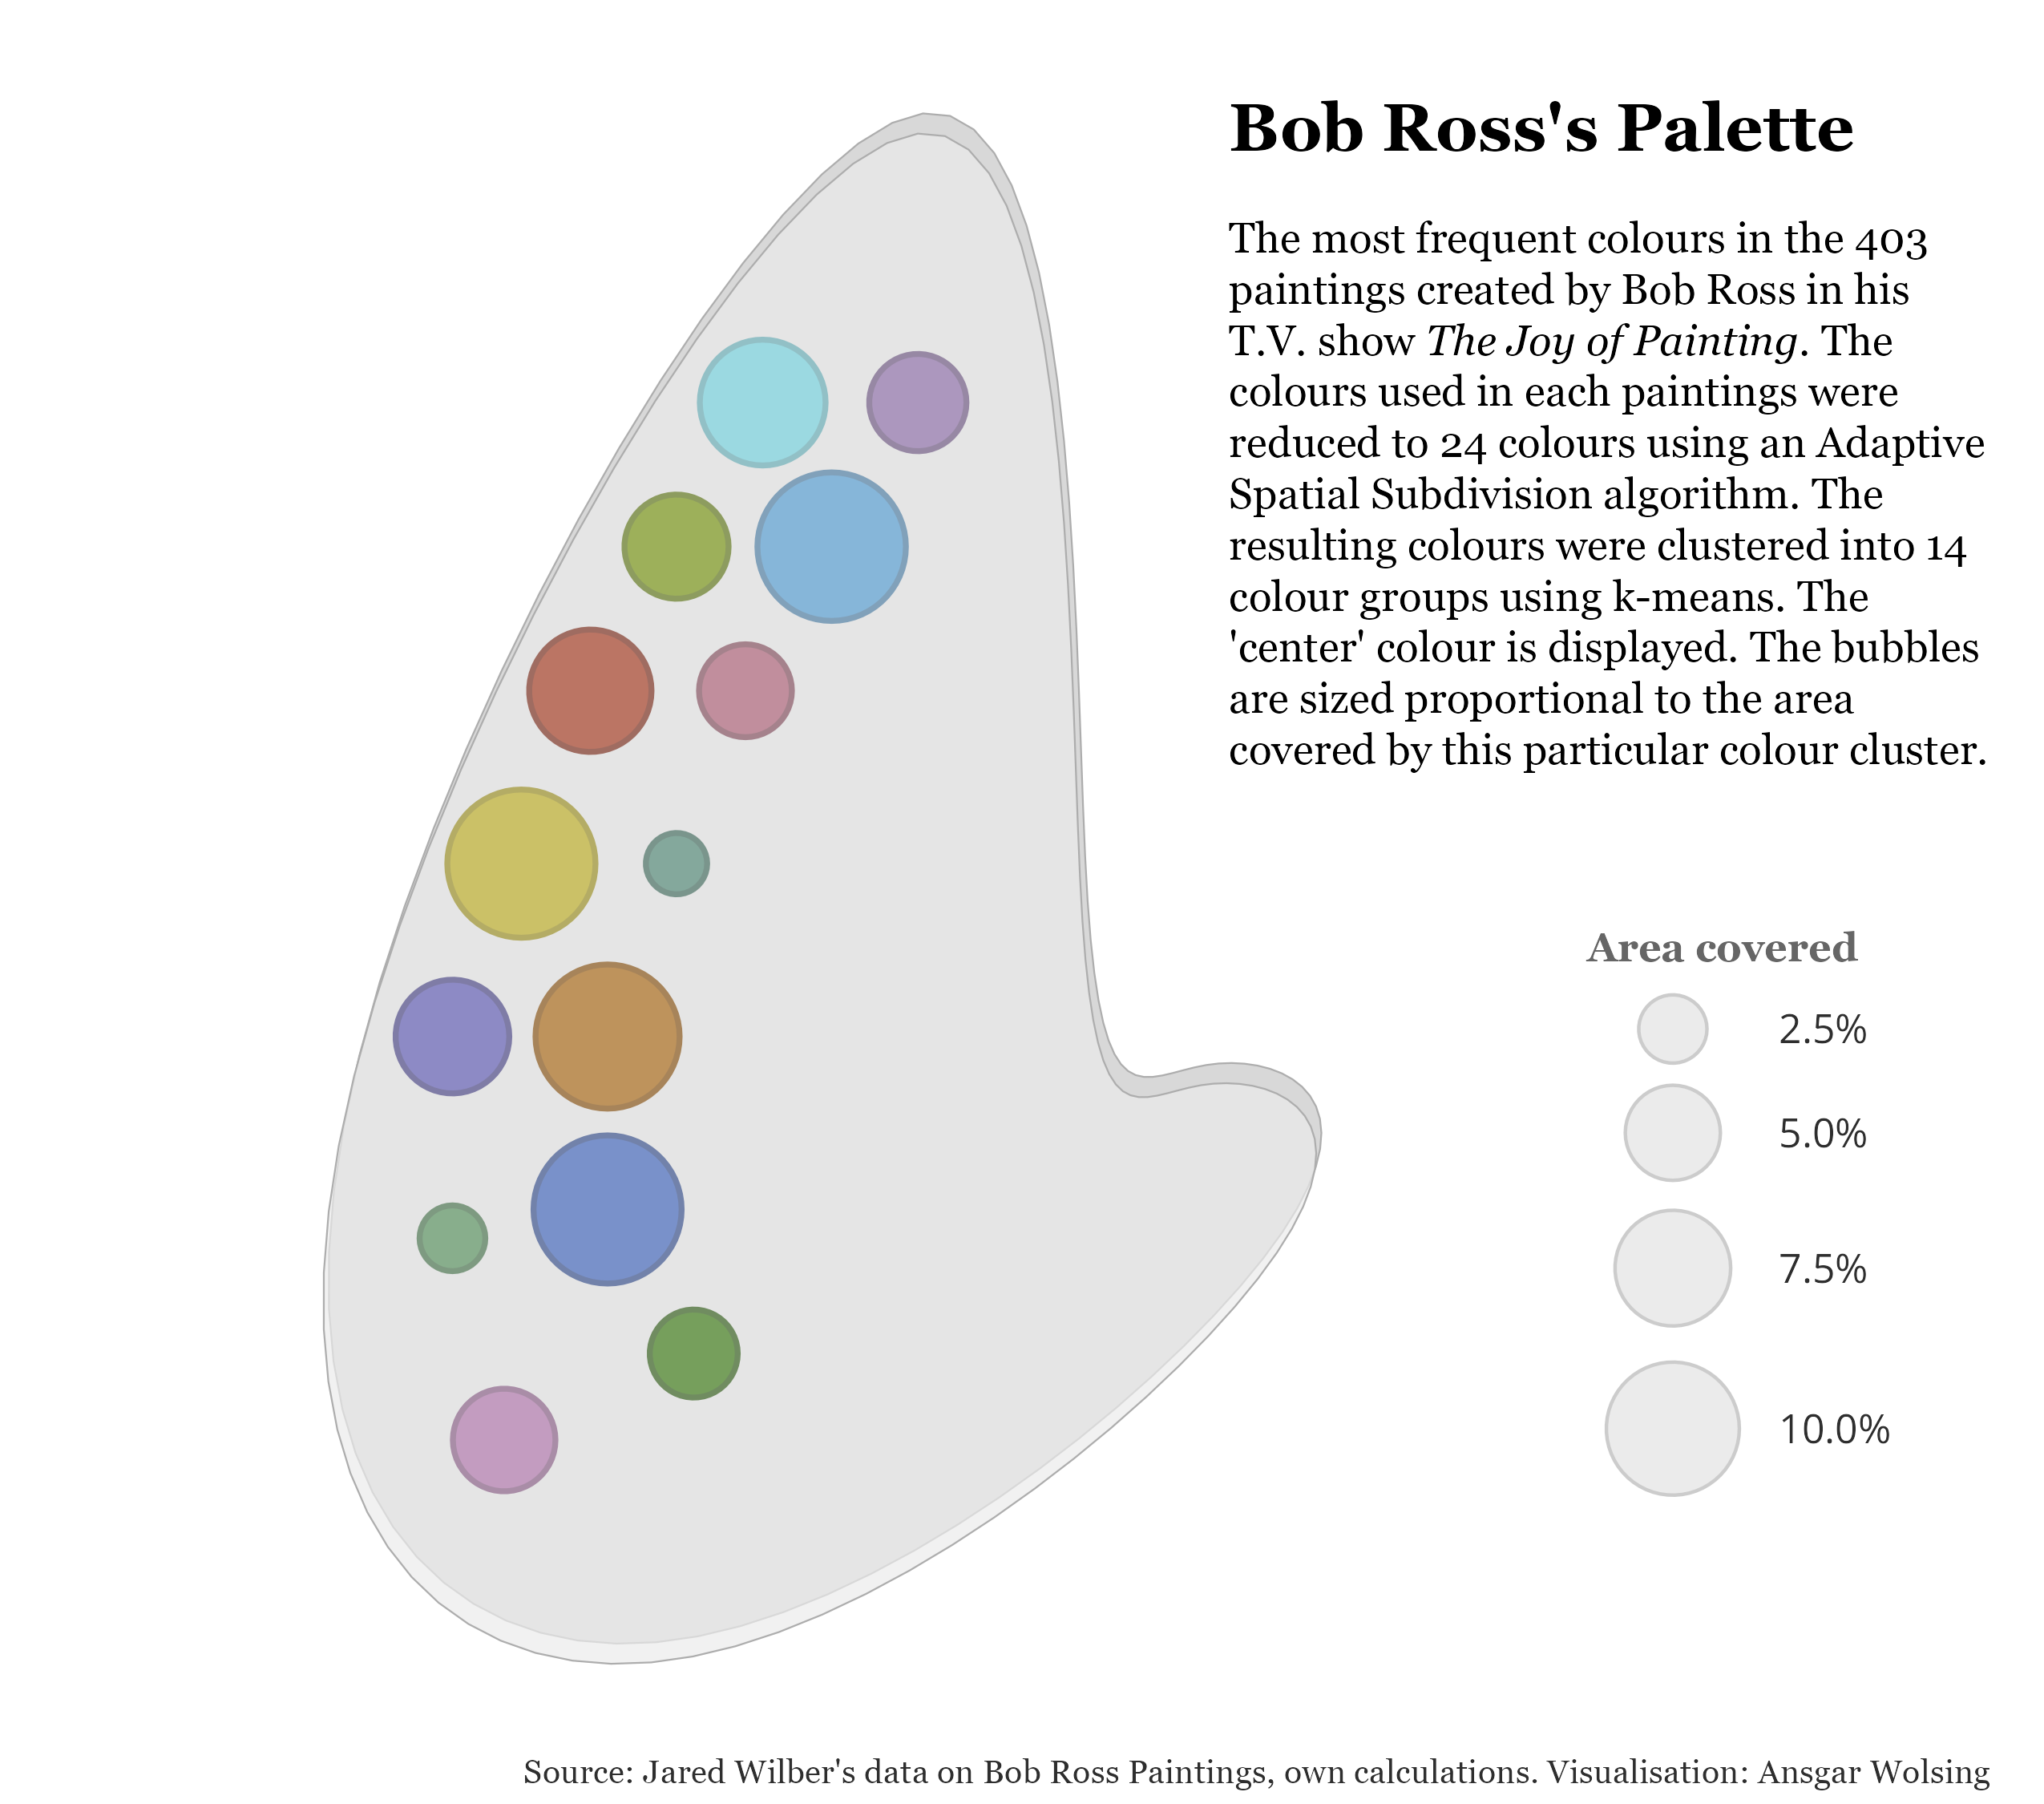 Bob Ross's Palette
The most frequent colours in the 403
paintings created by Bob Ross in his
T.V. show The Joy of Painting. The
colours used in each paintings were
reduced to 24 colours using an Adaptive
Spatial Subdivision algorithm. The
resulting colours were clustered into 14
colour groups using k-means. The
'center' colour is displayed. The bubbles
are sized proportional to the area
covered by this particular colour cluster.
Area covered
2.5%
5.0%
7.5%
10.0%
Source: Jared Wilber's data on Bob Ross Paintings, own calculations. Visualisation: Ansgar Wolsing